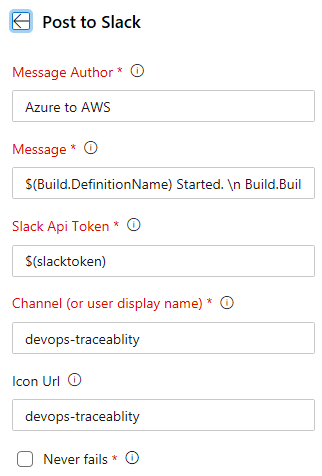 Post to Slack
Message Author *
Azure to AWS
Message *
$(Build.DefinitionName) Started. \n Build.Buil
Slack Api Token *
$(slacktoken)
Channel (or user display name) *
devops-traceablity
Icon Url
devops-traceablity
Never fails *